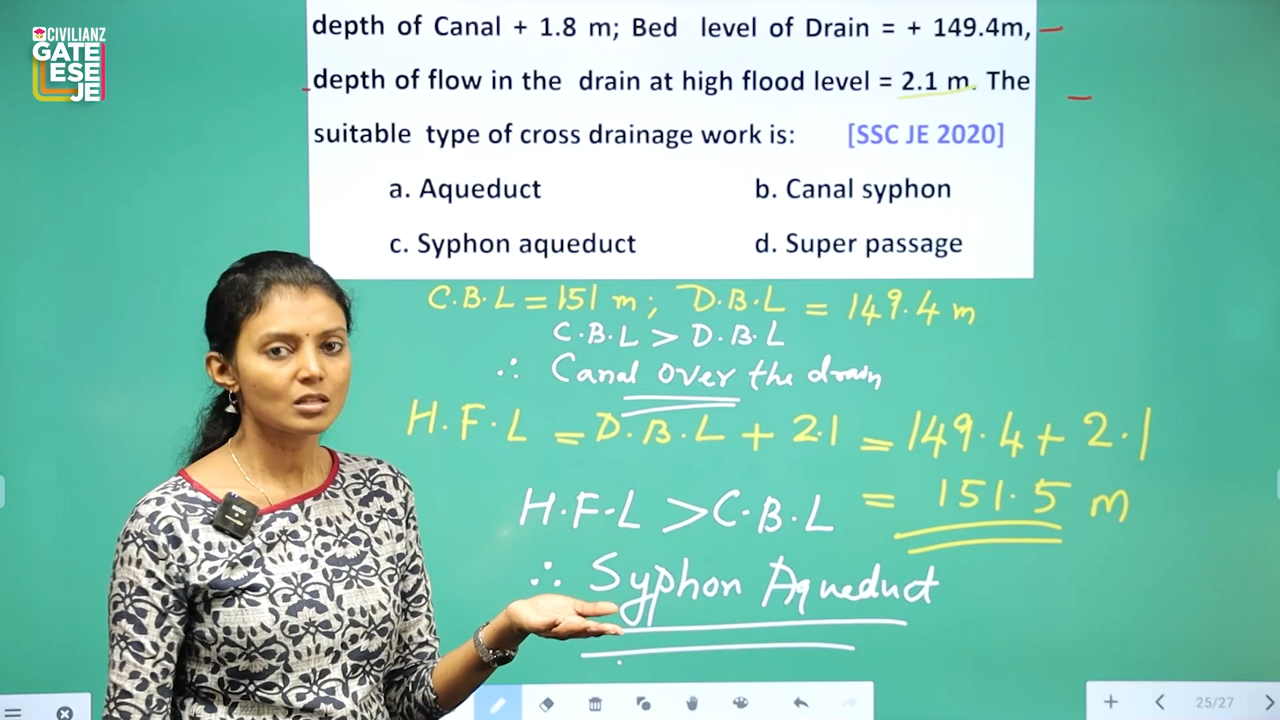 CIVILIANZ
GATE
ESE
JE
depth of Canal + 1.8 m; Bed level of Drain = + 149.4m,
depth of flow in the drain at high flood level = 2.1 m. The
suitable type of cross drainage work is: [SSC JE 2020]
a. Aqueduct b. Canal syphon
c. Syphon aqueduct d. Super passage
C.B.L = 151 m; D.B.L = 149.4 m
C.B.L > D.B.L
∴ Canal over the drain
H.F.L = D.B.L + 2.1 = 149.4 + 2.1
H.F.L > C.B.L = 151.5 m
∴ Syphon Aqueduct
25/27